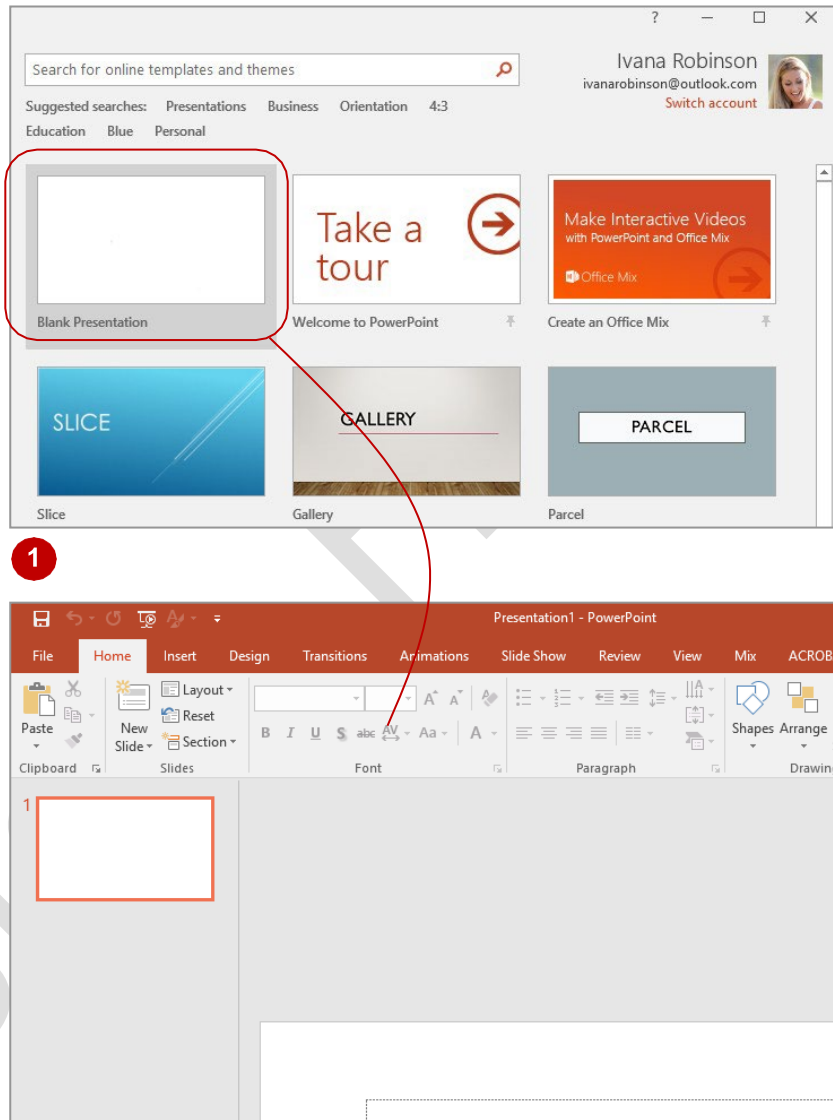 ?
Ivana Robinson
Search for online templates and themes
ivanarobinson@outlook.com
Switch account
Suggested searches: Presentations Business Orientation 4:3
Education Blue Personal
Take a
tour
Make Interactive Videos
with PowerPoint and Office Mix
Office Mix
Blank Presentation
Welcome to PowerPoint
Create an Office Mix
SLICE
GALLERY
PARCEL
Slice
Gallery
Parcel
1
Presentation1 - PowerPoint
File Home Insert Design Transitions Animations Slide Show Review View Mix ACROB
Paste
New
Slide
Layout
Reset
Section
A A
B I U S abc AV Aa A
A
Shapes Arrange
Clipboard Slides Font Paragraph Drawin
1